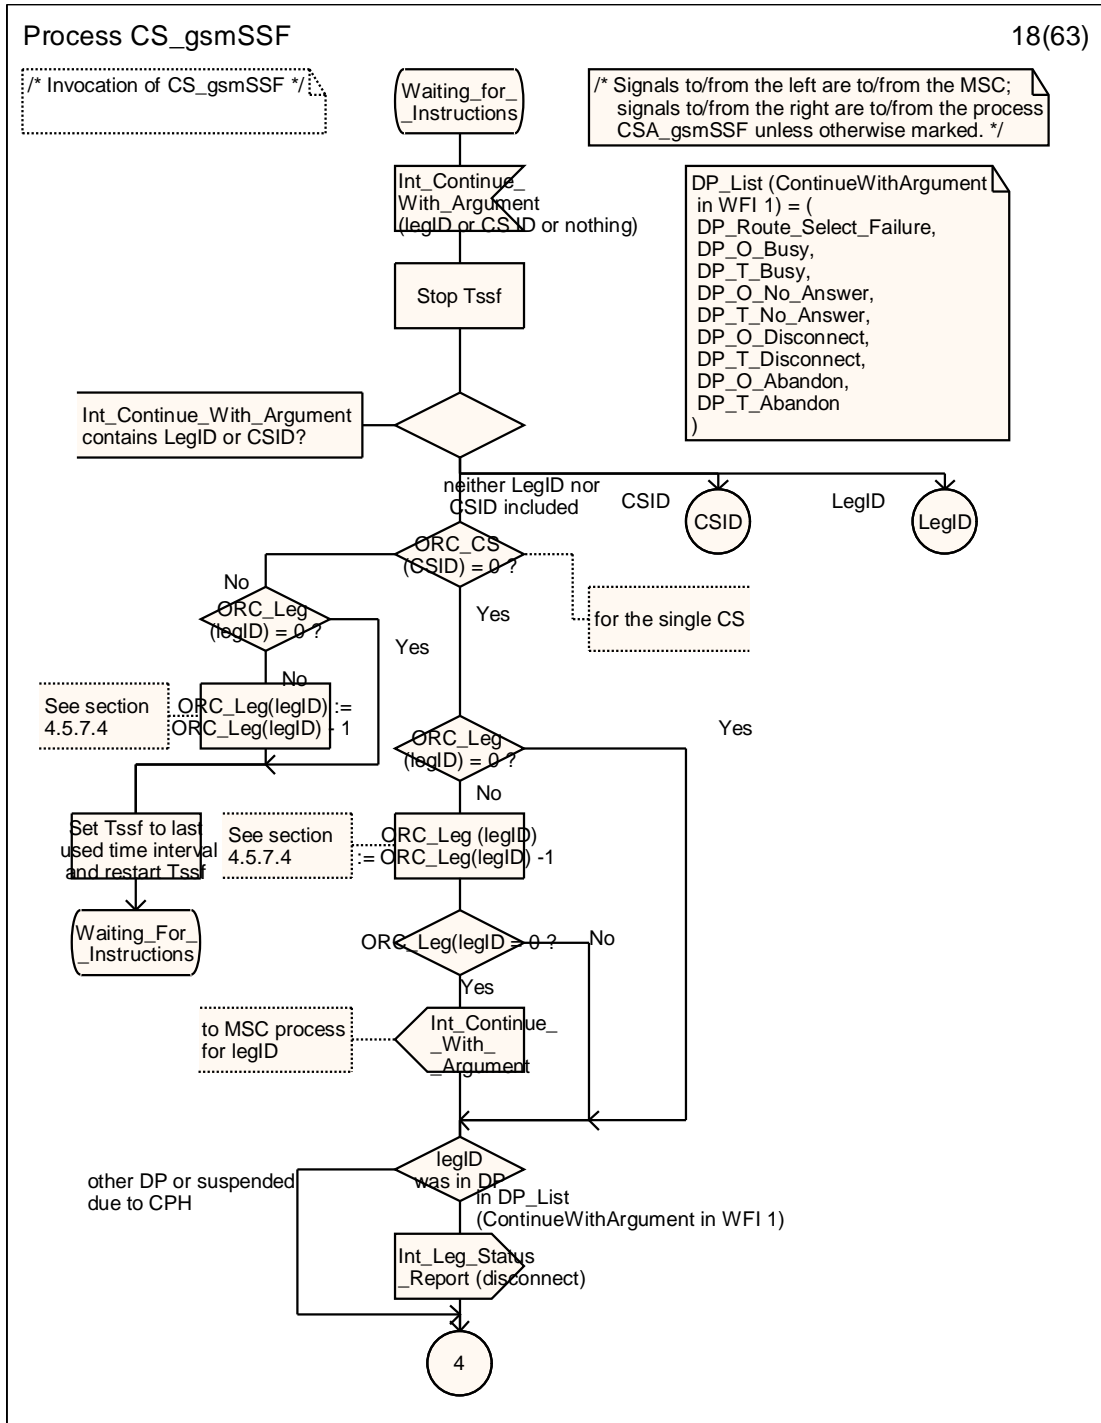 Process CS_gsmSSF
18(63)
/* Invocation of CS_gsmSSF */
Waiting_for_
_Instructions
/* Signals to/from the left are to/from the MSC;
signals to/from the right are to/from the process
CSA_gsmSSF unless otherwise marked. */
Int_Continue_
With_Argument
(legID or CS ID or nothing)
DP_List (ContinueWithArgument
in WFI 1) = (
DP_Route_Select_Failure,
DP_O_Busy,
DP_T_Busy,
DP_O_No_Answer,
DP_T_No_Answer,
DP_O_Disconnect,
DP_T_Disconnect,
DP_O_Abandon,
DP_T_Abandon
)
Stop Tssf
Int_Continue_With_Argument
contains LegID or CSID?
neither LegID nor
CSID included
CSID
CSID
LegID
LegID
ORC_CS
(CSID) = 0 ?
No
Yes
for the single CS
ORC_Leg
(legID) = 0 ?
Yes
No
See section
4.5.7.4
ORC_Leg(legID) :=
ORC_Leg(legID) - 1
ORC_Leg
(legID) = 0 ?
Yes
No
Set Tssf to last
used time interval
and restart Tssf
See section
4.5.7.4
ORC_Leg (legID)
:= ORC_Leg(legID) -1
Waiting_For_
_Instructions
ORC_Leg(legID = 0 ?
No
Yes
to MSC process
for legID
Int_Continue_
_With_
_Argument
legID
was in DP
other DP or suspended
due to CPH
in DP_List
(ContinueWithArgument in WFI 1)
Int_Leg_Status
_Report (disconnect)
4